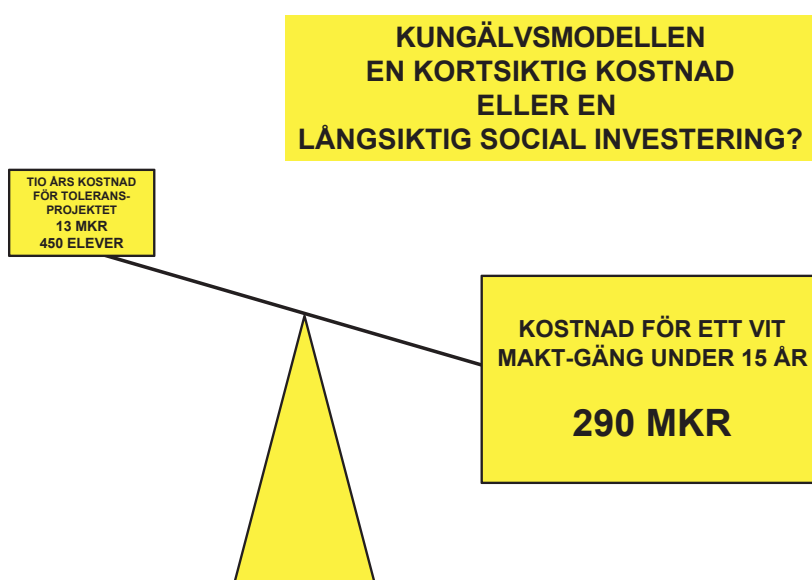 KUNGÄLVSMODELLEN
EN KORTSIKTIG KOSTNAD
ELLER EN
LÅNGSIKTIG SOCIAL INVESTERING?
TIO ÅRS KOSTNAD
FÖR TOLERANS-
PROJEKTET
13 MKR
450 ELEVER
KOSTNAD FÖR ETT VIT
MAKT-GÄNG UNDER 15 ÅR
290 MKR